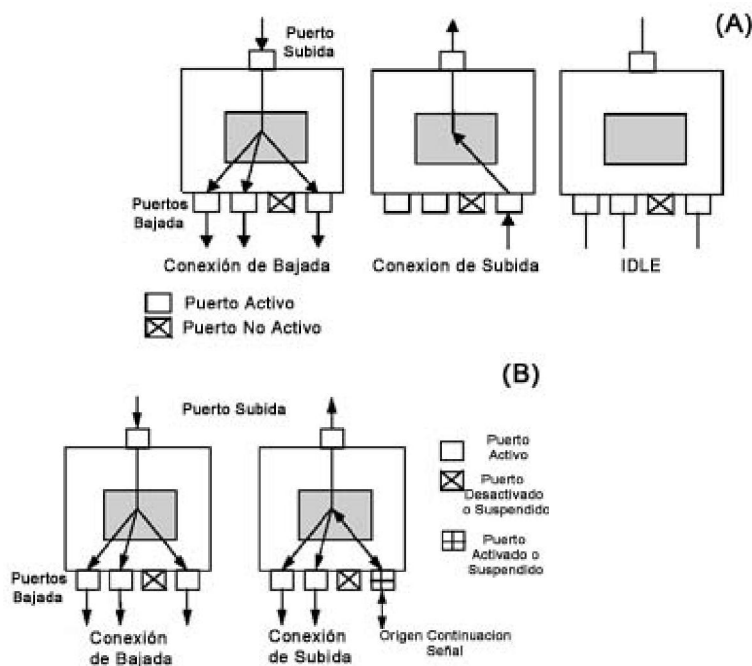 (A)
Puerto
Subida
Puertos
Bajada
Conexión de Bajada
Conexion de Subida
IDLE
Puerto Activo
Puerto No Activo
(B)
Puerto Subida
Puerto
Activo
Puerto
Desactivado
o Suspendido
Puerto
Activado o
Suspendido
Puertos
Bajada
Conexión
de Bajada
Conexión
de Subida
Origen Continuacion
Señal